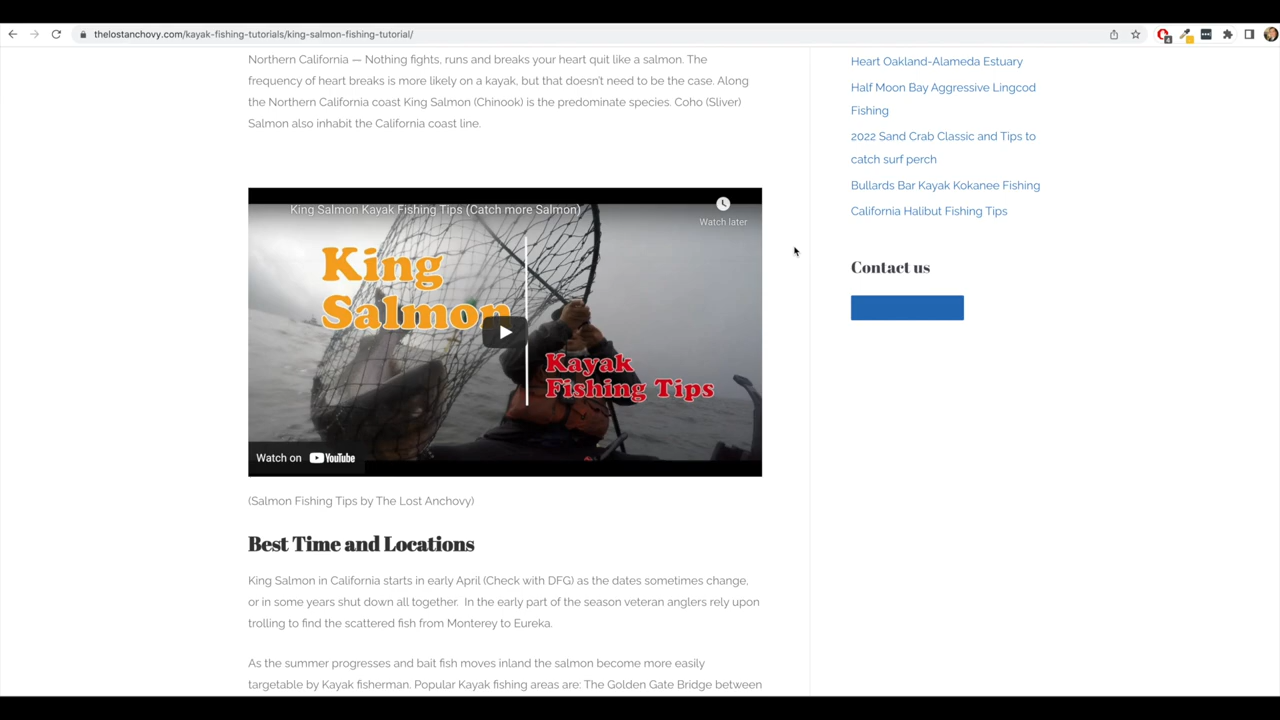 thelostanchovy.com/kayak-fishing-tutorials/king-salmon-fishing-tutorial/
4
Northern California — Nothing fights, runs and breaks your heart quit like a salmon. The
frequency of heart breaks is more likely on a kayak, but that doesn't need to be the case. Along
the Northern California coast King Salmon (Chinook) is the predominate species. Coho (Sliver)
Salmon also inhabit the California coast line.
King Salmon Kayak Fishing Tips (Catch more Salmon)
Watch later
King
Salmon
Kayak
Fishing Tips
Watch on YouTube
(Salmon Fishing Tips by The Lost Anchovy)
Best Time and Locations
King Salmon in California starts in early April (Check with DFG) as the dates sometimes change,
or in some years shut down all together. In the early part of the season veteran anglers rely upon
trolling to find the scattered fish from Monterey to Eureka.
As the summer progresses and bait fish moves inland the salmon become more easily
targetable by Kayak fisherman. Popular Kayak fishing areas are: The Golden Gate Bridge between
Heart Oakland-Alameda Estuary
Half Moon Bay Aggressive Lingcod
Fishing
2022 Sand Crab Classic and Tips to
catch surf perch
Bullards Bar Kayak Kokanee Fishing
California Halibut Fishing Tips
Contact us